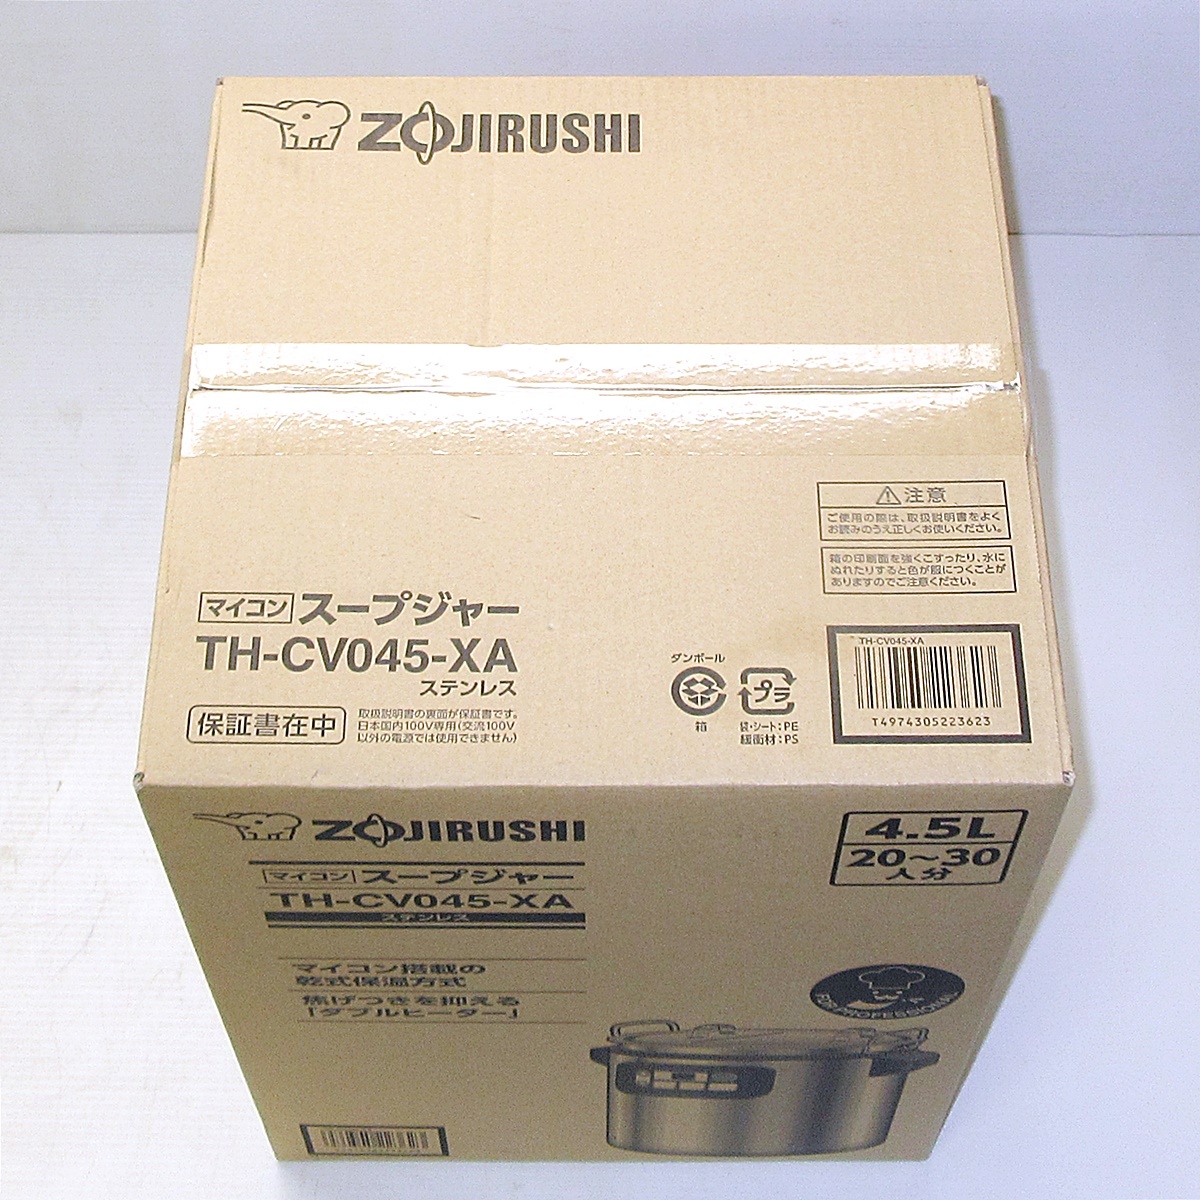 ZOJIRUSHI
注意
ご使用の際は、取扱説明書をよく
お読みのうえ正しくお使いください。
箱の印刷面を強くこすったり、水に
ぬれたりすると色が服につくことが
ありますのでご注意ください。
マイコン スープジャー
TH-CV045-XA
ステンレス
保証書在中
取扱説明書の裏面が保証書です。
日本国内100V専用(交流100V
以外の電源では使用できません)
ダンボール
箱
プラ
袋・シート:PE
緩衝材:PS
TH-CV045-XA
T4974305223623
ZOJIRUSHI
マイコン スープジャー
TH-CV045-XA
ステンレス
4.5L
20〜30
人分
マイコン搭載の
乾式保温方式
焦げつきを抑える
「ダブルヒーター」
FOR PROFESSIONAL